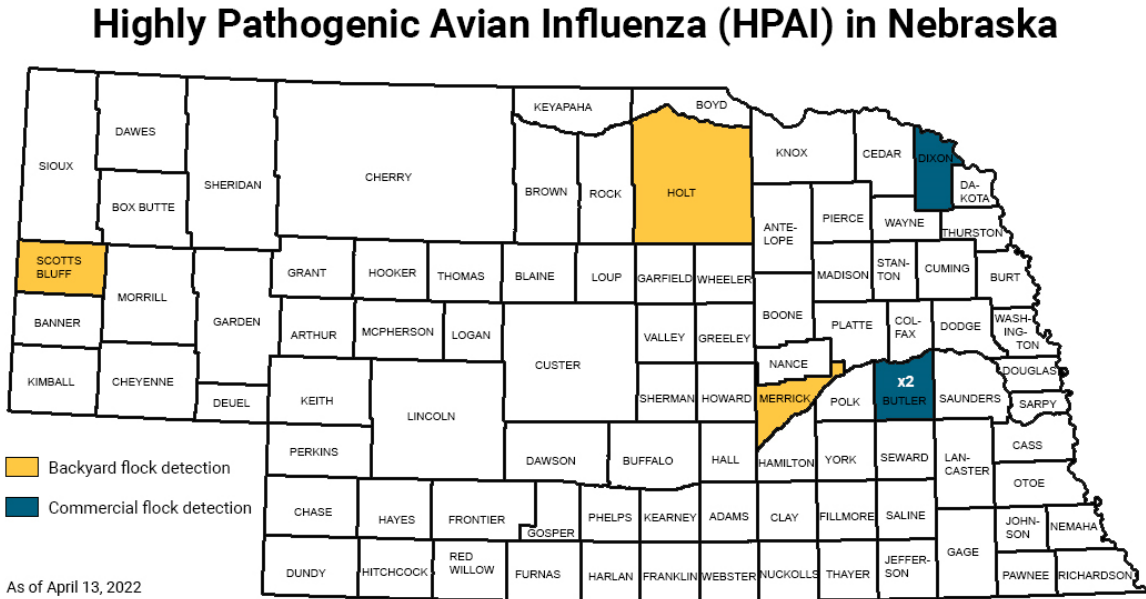 Highly Pathogenic Avian Influenza (HPAI) in Nebraska
KEYAPAHA
BOYD
DAWES
SIOUX
CHERRY
SHERIDAN
BOX BUTTE
BROWN
ROCK
HOLT
KNOX
CEDAR
DIXON
DA-
KOTA
PIERCE
WAYNE
ANTE-
LOPE
THURSTON
SCOTTS
BLUFF
MORRILL
GARDEN
GRANT
HOOKER
THOMAS
BLAINE
LOUP
GARFIELD
WHEELER
MADISON
STAN-
TON
CUMING
BURT
BANNER
ARTHUR
MCPHERSON
LOGAN
CUSTER
VALLEY
GREELEY
BOONE
PLATTE
COL-
FAX
DODGE
WASH-
ING-
TON
KIMBALL
CHEYENNE
DEUEL
KEITH
LINCOLN
SHERMAN
HOWARD
NANCE
MERRICK
POLK
x2
BUTLER
SAUNDERS
DOUGLAS
SARPY
PERKINS
DAWSON
BUFFALO
HALL
HAMILTON
YORK
SEWARD
LAN-
CASTER
CASS
OTOE
Backyard flock detection
Commercial flock detection
CHASE
HAYES
FRONTIER
GOSPER
PHELPS
KEARNEY
ADAMS
CLAY
FILLMORE
SALINE
GAGE
JOHN-
SON
NEMAHA
DUNDY
HITCHCOCK
RED
WILLOW
FURNAS
HARLAN
FRANKLIN
WEBSTER
NUCKOLLS
THAYER
JEFFER-
SON
PAWNEE
RICHARDSON
As of April 13, 2022